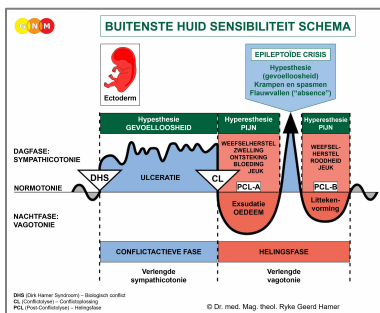 GNM
BUITENSTE HUID SENSIBILITEIT SCHEMA
Ectoderm
EPILEPTOÏDE CRISIS
Hypesthesie
(gevoelloosheid)
Krampen en spasmen
Flauwvallen ("absence")
Hypesthesie
GEVOELLOOSHEID
Hyperesthesie
PIJN
Hyperesthesie
PIJN
DAGFASE:
SYMPATHICOTONIE
WEEFSELHERSTEL
ZWELLING
ONTSTEKING
BLOEDING
JEUK
WEEFSEL-
HERSTEL
ROODHEID
JEUK
DHS
ULCERATIE
CL
PCL-A
PCL-B
NORMOTONIE
NACHTFASE:
VAGOTONIE
Exsudatie
OEDEEM
Litteken-
vorming
CONFLICTACTIEVE FASE
HELINGSFASE
Verlengde
sympathicotonie
Verlengde
vagotonie
DHS (Dirk Hamer Syndroom) – Biologisch conflict
CL (Conflictolyse) – Conflictoplossing
PCL (Post-Conflictolyse) – Helingsfase
© Dr. med. Mag. theol. Ryke Geerd Hamer